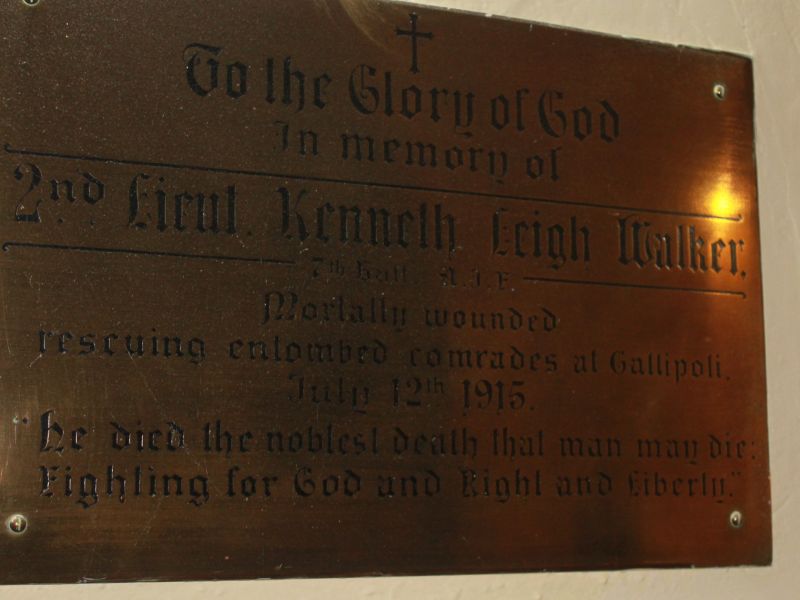 To the Glory of God
In memory of
2nd Lieut. Kenneth Leigh Walker.
7th Batt. A.I.F.
Mortally wounded
rescuing entombed comrades at Gallipoli.
July 12th 1915.
"He died the noblest death that man may die:
Fighting for God and Right and Liberty."